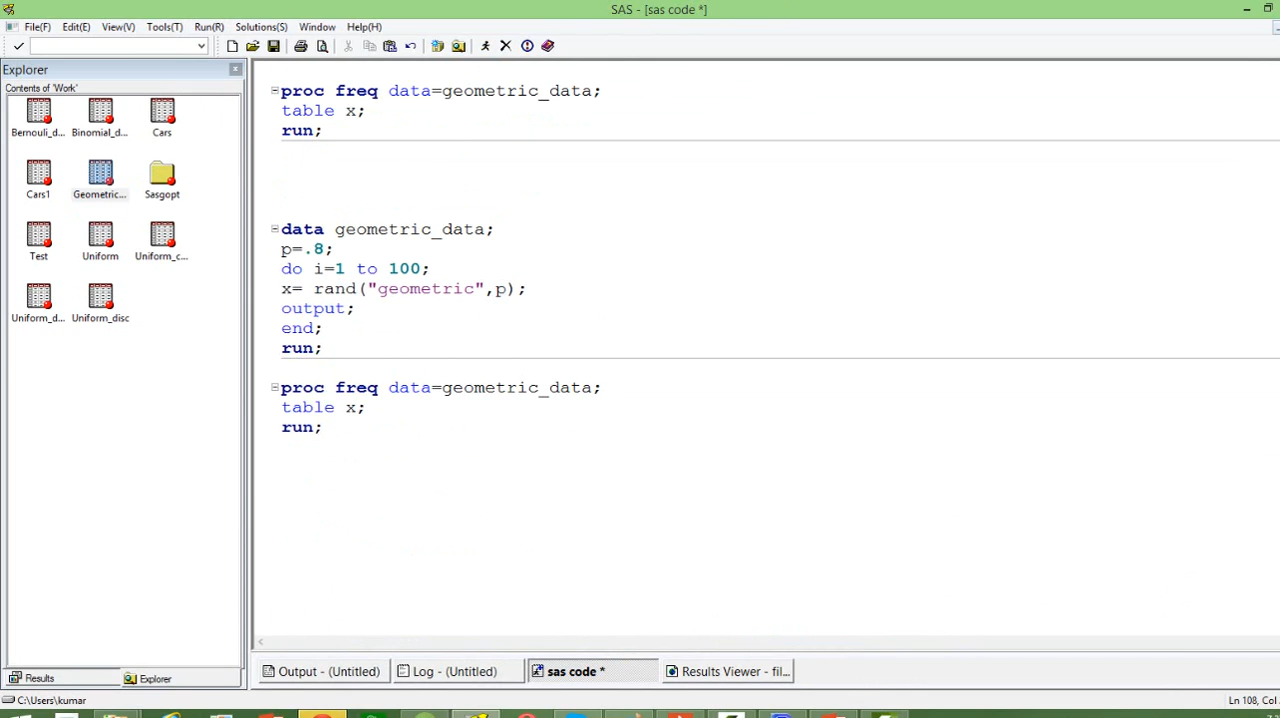 SAS - [sas code *]
File(F) Edit(E) View(V) Tools(T) Run(R) Solutions(S) Window Help(H)
Explorer
Contents of 'Work'
Bernouli_d... Binomial_d... Cars
Cars1 Geometric... Sasgopt
Test Uniform Uniform_c...
Uniform_d... Uniform_disc
proc freq data=geometric_data;
table x;
run;
data geometric_data;
p=.8;
do i=1 to 100;
x= rand("geometric",p);
output;
end;
run;
proc freq data=geometric_data;
table x;
run;
Results Explorer
Output - (Untitled) Log - (Untitled) sas code * Results Viewer - fil...
C:\Users\kumar
Ln 108, Col